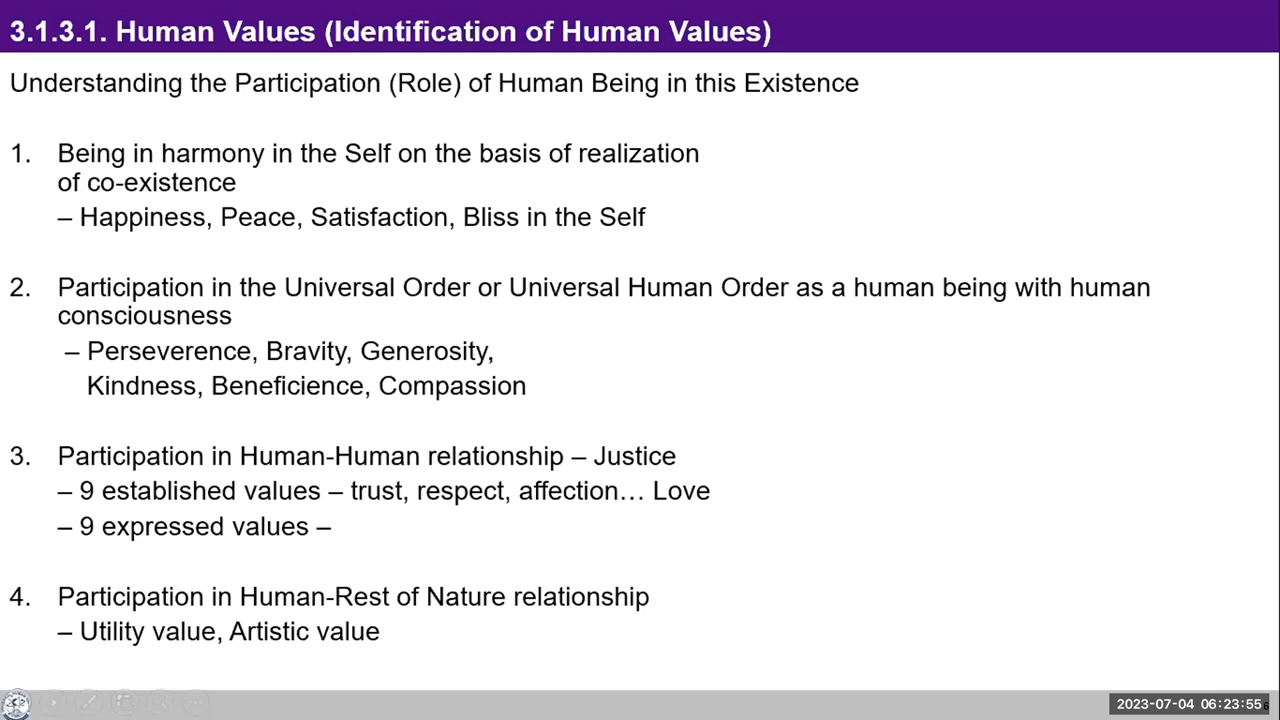 3.1.3.1. Human Values (Identification of Human Values)
Understanding the Participation (Role) of Human Being in this Existence
1. Being in harmony in the Self on the basis of realization
of co-existence
– Happiness, Peace, Satisfaction, Bliss in the Self
2. Participation in the Universal Order or Universal Human Order as a human being with human
consciousness
– Perseverence, Bravity, Generosity,
Kindness, Beneficience, Compassion
3. Participation in Human-Human relationship – Justice
– 9 established values – trust, respect, affection… Love
– 9 expressed values –
4. Participation in Human-Rest of Nature relationship
– Utility value, Artistic value
2023-07-04 06:23:55